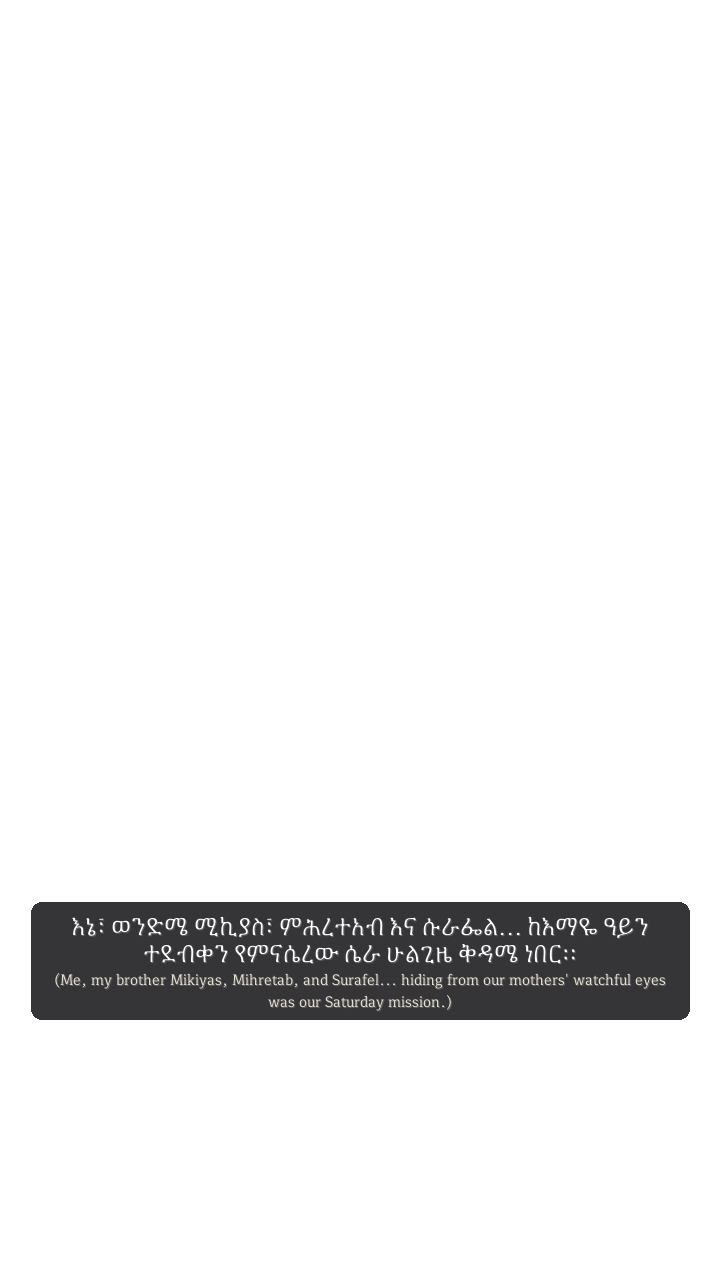 እኔ፣ ወንድሜ ሚኪያስ፣ ምሕረተአብ እና ሱራፌል... ከእማዬ ዓይን
ተደብቀን የምናሴረው ሴራ ሁልጊዜ ቅዳሜ ነበር።
(Me, my brother Mikiyas, Mihretab, and Surafel... hiding from our mothers' watchful eyes
was our Saturday mission.)